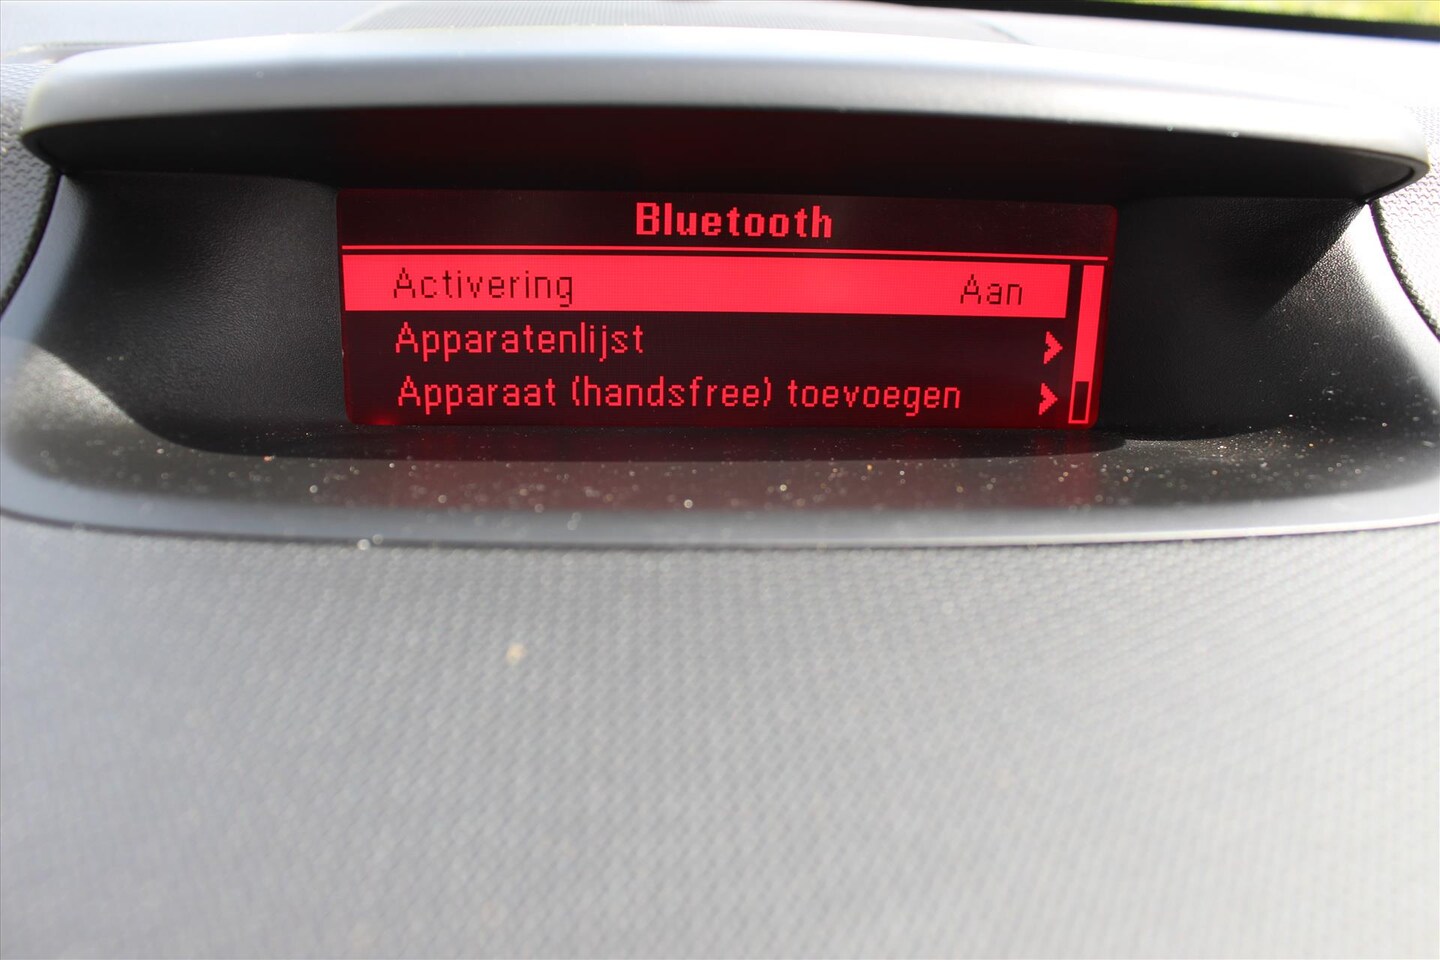 Bluetooth
Activering Aan
Apparatenlijst
Apparaat (handsfree) toevoegen